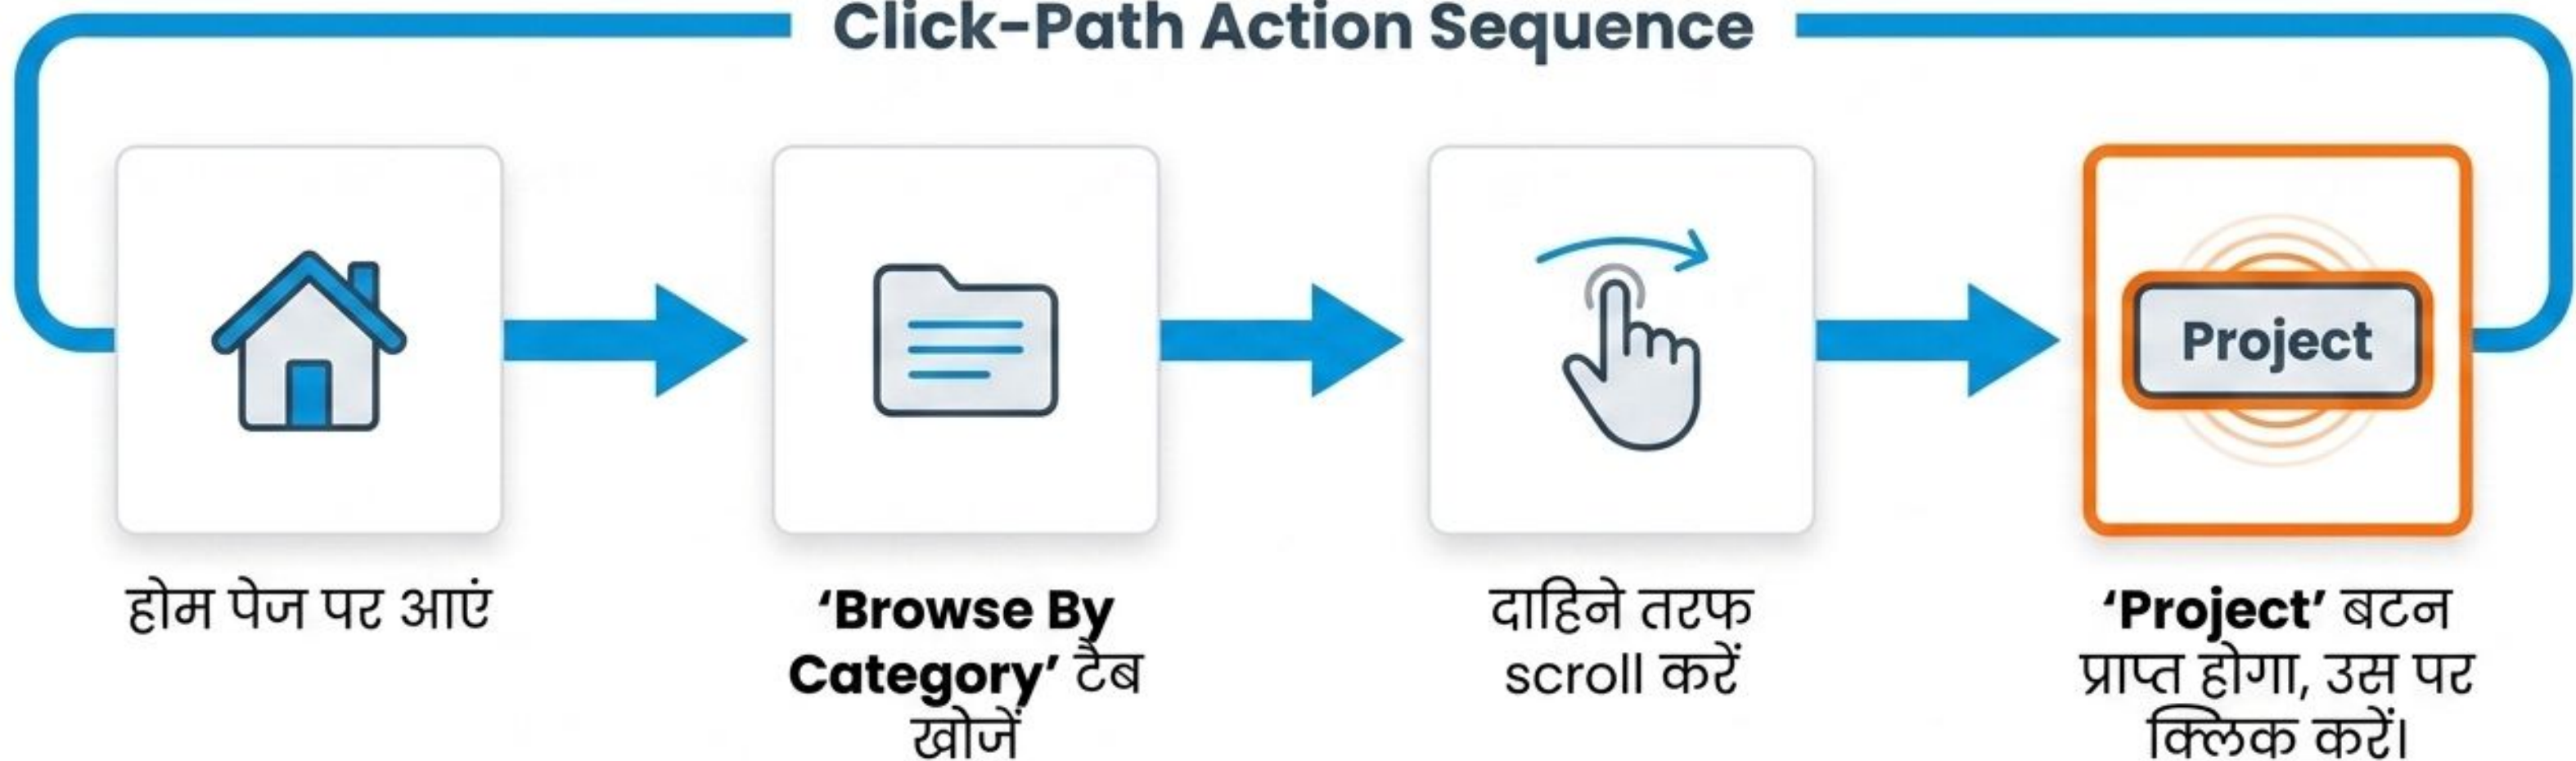 Click-Path Action Sequence
Project
होम पेज पर आएं
‘Browse By
Category’ टैब
खोजें
दाहिने तरफ
scroll करें
‘Project’ बटन
प्राप्त होगा, उस पर
क्लिक करें।